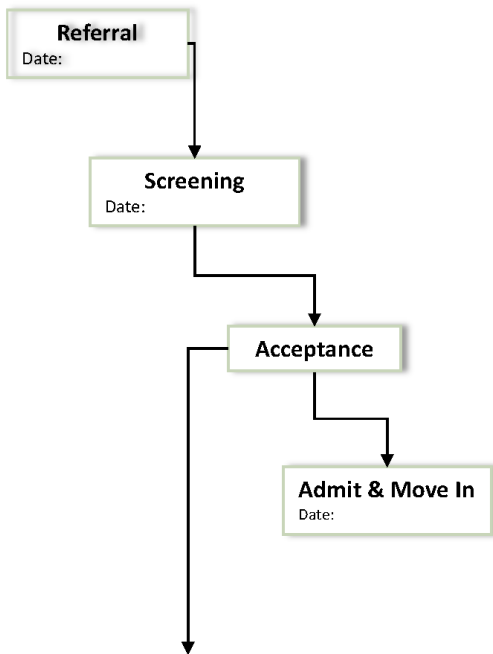 Referral
Date:
Screening
Date:
Acceptance
Admit & Move In
Date: